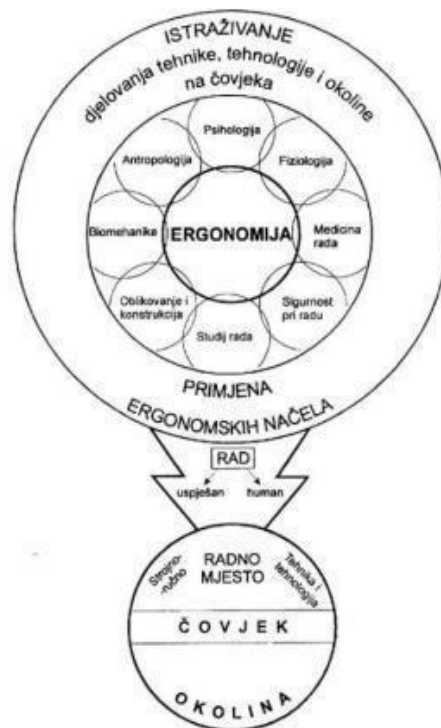 ISTRAŽIVANJE
djelovanja tehnike, tehnologije i okoline
na čovjeka
Psihologija
Antropologija
Fiziologija
Biomehanika
ERGONOMIJA
Medicina
rada
Oblikovanje i
konstrukcija
Sigurnost
pri radu
Studij rada
PRIMJENA
ERGONOMSKIH NAČELA
RAD
uspješan
human
Strojno-
-ručno
RADNO
MJESTO
Tehnika i
tehnologija
ČOVJEK
OKOLINA